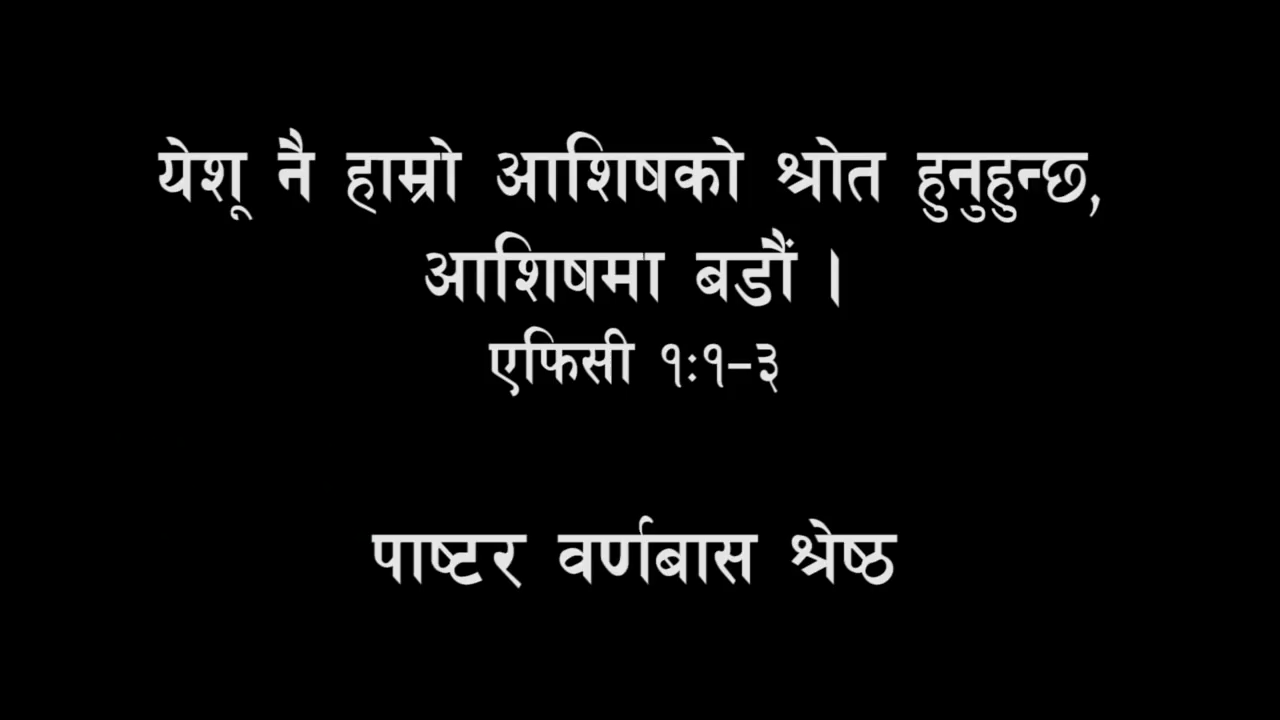 येशू नै हाम्रो आशिषको श्रोत हुनुहुन्छ,
आशिषमा बडौं ।
एफिसी १:१–३
पाष्टर वर्णबास श्रेष्ठ